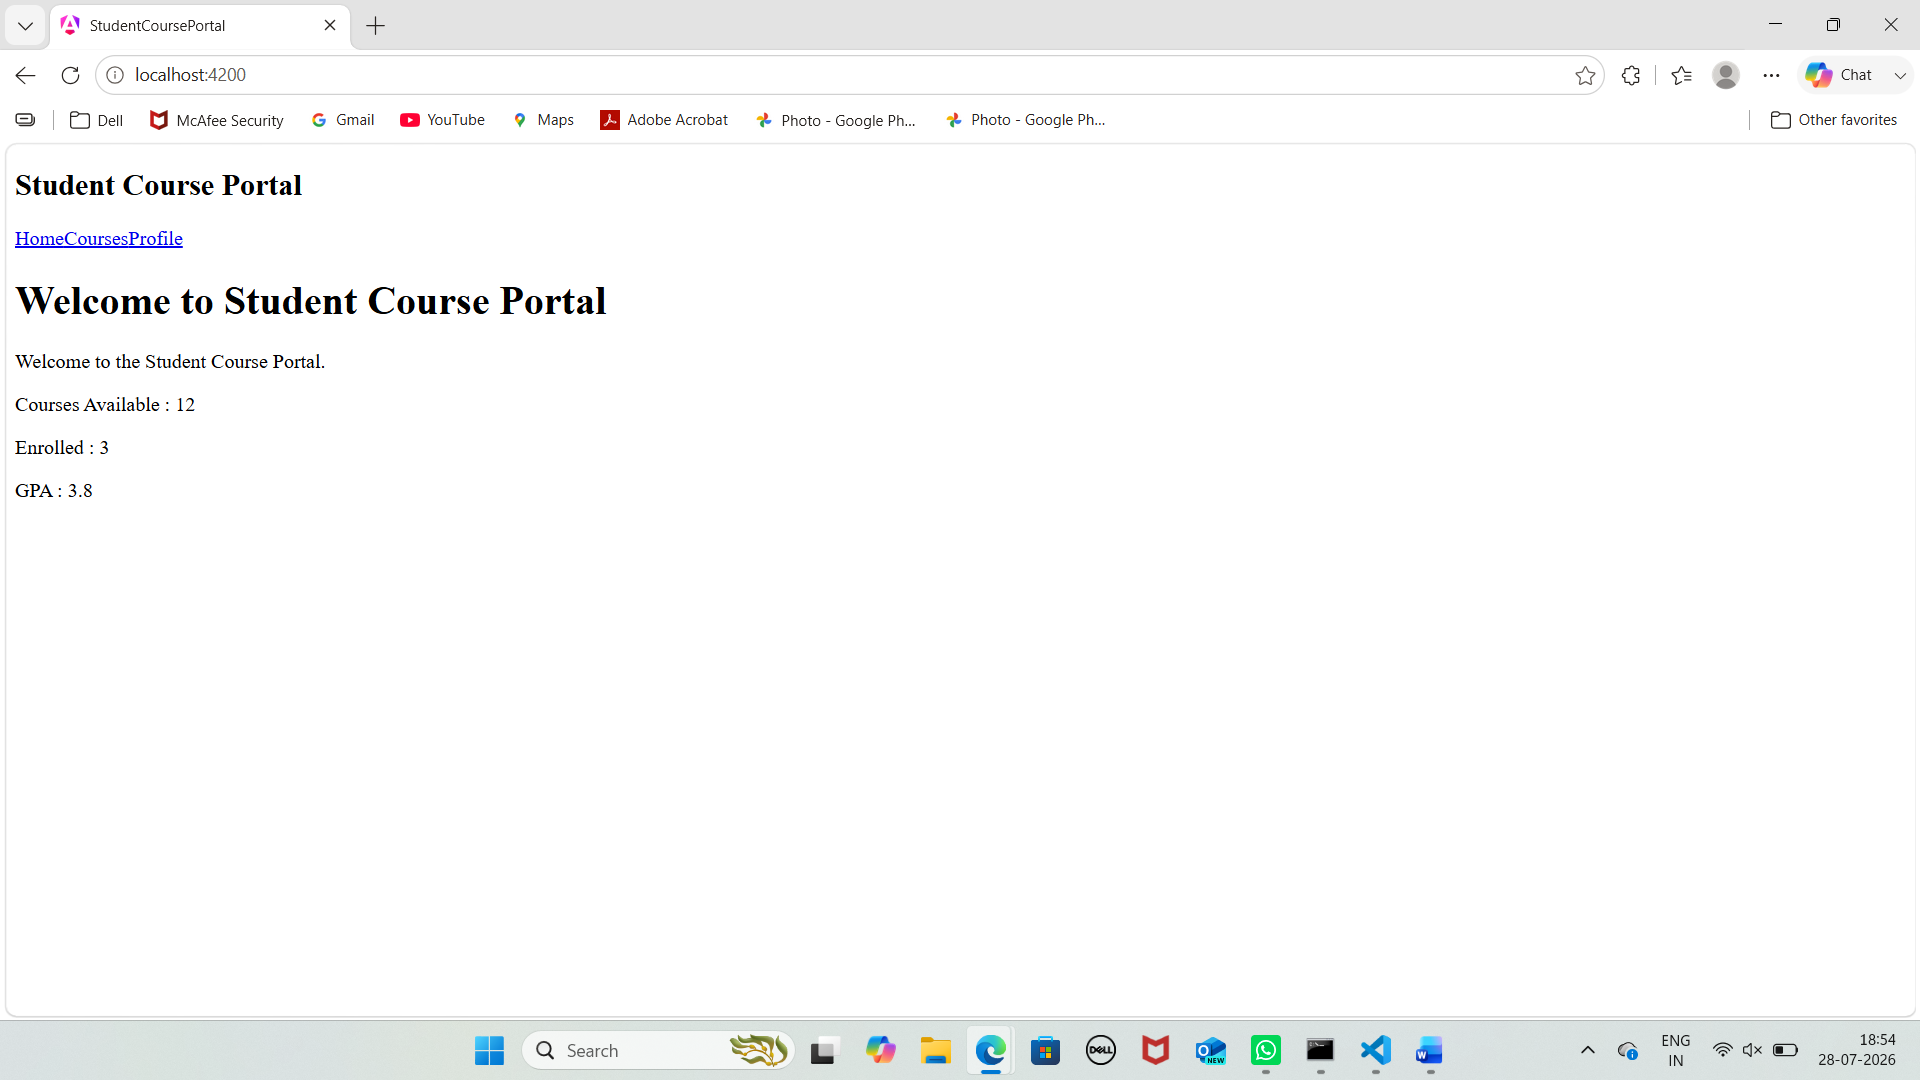 StudentCoursePortal
localhost:4200
Chat
Dell
McAfee Security
Gmail
YouTube
Maps
Adobe Acrobat
Photo - Google Ph...
Photo - Google Ph...
Other favorites
Student Course Portal
HomeCoursesProfile
Welcome to Student Course Portal
Welcome to the Student Course Portal.
Courses Available : 12
Enrolled : 3
GPA : 3.8
Search
DELL
NEW
W
ENG
IN
18:54
28-07-2026